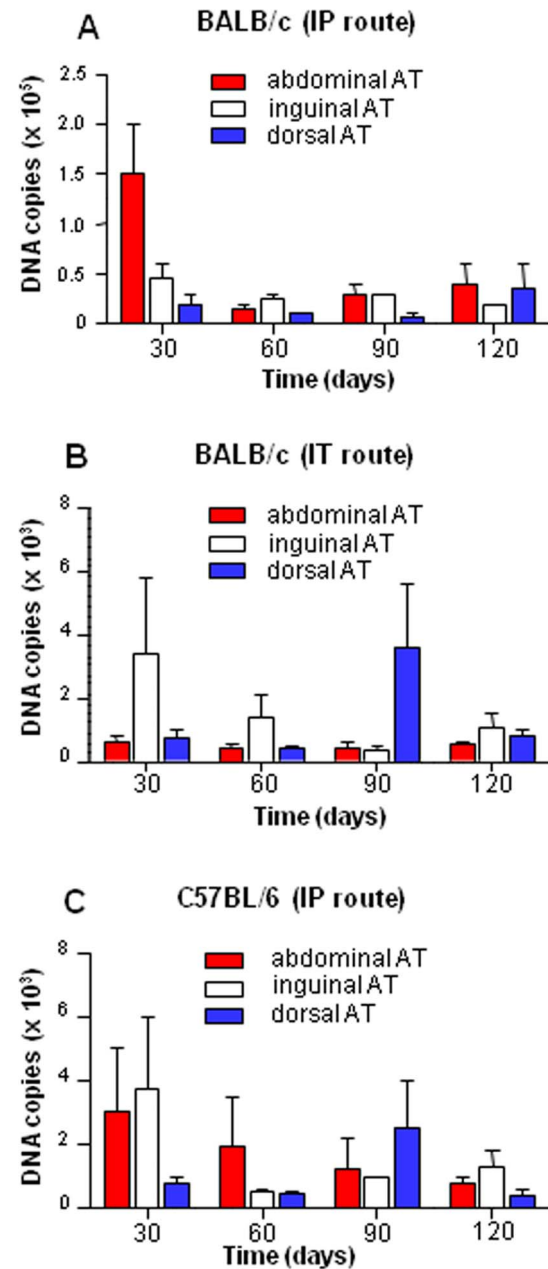 A
BALB/c (IP route)
2.5
2.0
1.5
1.0
0.5
0
DNA copies (x 10⁵)
abdominal AT
inguinal AT
dorsal AT
30 60 90 120
Time (days)
B
BALB/c (IT route)
8
6
4
2
0
DNA copies (x 10³)
abdominal AT
inguinal AT
dorsal AT
30 60 90 120
Time (days)
C
C57BL/6 (IP route)
8
6
4
2
0
DNA copies (x 10³)
abdominal AT
inguinal AT
dorsal AT
30 60 90 120
Time (days)